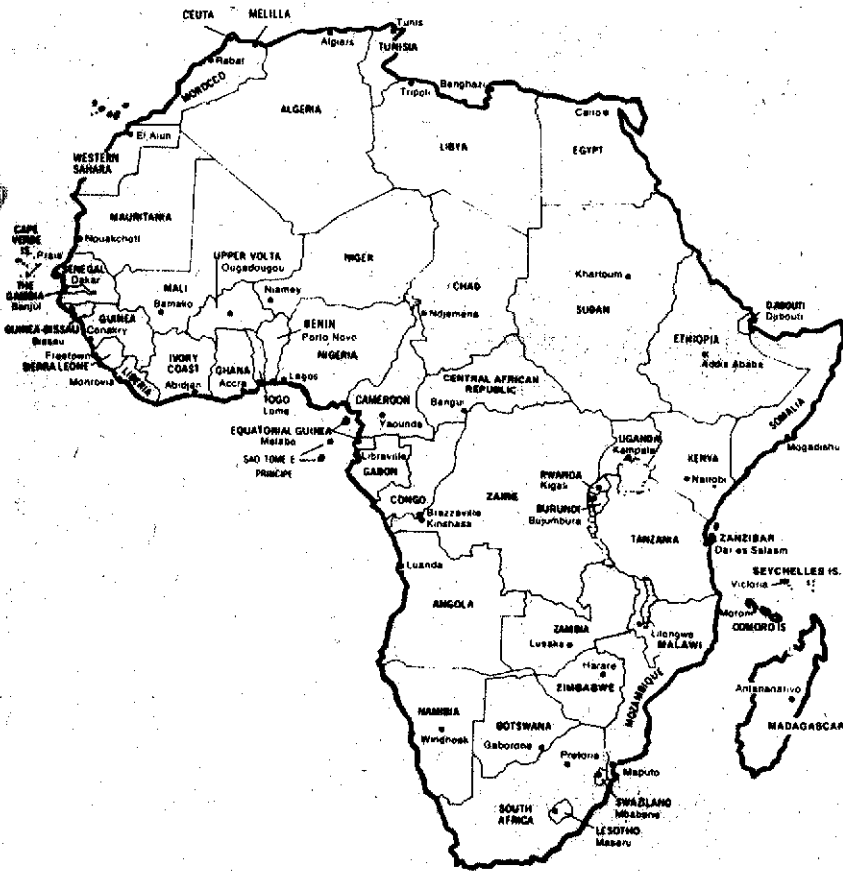 CEUTA
MELILLA
Tunis
Algiers
TUNISIA
Rabat
MOROCCO
Tripoli
Banghazi
Cairo
ALGERIA
El Aiun
LIBYA
EGYPT
WESTERN
SAHARA
MAURITANIA
Nouakchott
CAPE
VERDE
IS.
Praia
UPPER VOLTA
Ougadougou
NIGER
CHAD
Khartoum
SUDAN
SENEGAL
Dakar
THE
GAMBIA
Banjul
MALI
Bamako
Niamey
Ndjamena
DJIBOUTI
Djibouti
GUINEA
Conakry
GUINEA-BISSAU
Bissau
BENIN
Porto Novo
NIGERIA
ETHIOPIA
Addis Ababa
Freetown
SIERRA LEONE
IVORY
COAST
Abidjan
GHANA
Accra
Lagos
Monrovia
LIBERIA
TOGO
Lome
CENTRAL AFRICAN
REPUBLIC
Bangui
CAMEROON
Yaounde
SOMALIA
Mogadishu
EQUATORIAL GUINEA
Malabo
SAO TOME E
PRINCIPE
Libraville
GABON
UGANDA
Kampala
KENYA
Nairobi
CONGO
Brazzaville
Kinshasa
ZAIRE
RWANDA
Kigali
BURUNDI
Bujumbura
TANZANIA
ZANZIBAR
Dar es Salaam
SEYCHELLES IS.
Victoria
Luanda
ANGOLA
Moroni
COMORO IS
ZAMBIA
Lusaka
Lilongwe
MALAWI
Harare
ZIMBABWE
MOZAMBIQUE
Antananarivo
MADAGASCAR
NAMIBIA
Windhoek
BOTSWANA
Gaborone
Pretoria
Maputo
SOUTH
AFRICA
SWAZILAND
Mbabane
LESOTHO
Maseru